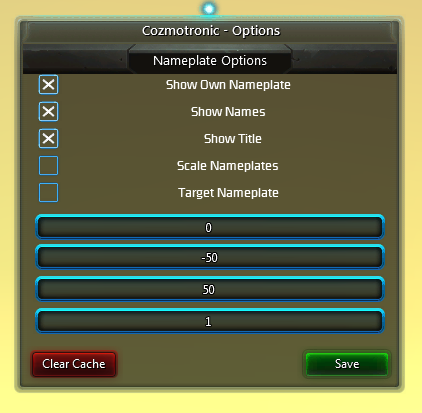 Cozmotronic - Options
Nameplate Options
Show Own Nameplate
Show Names
Show Title
Scale Nameplates
Target Nameplate
0
-50
50
1
Clear Cache Save